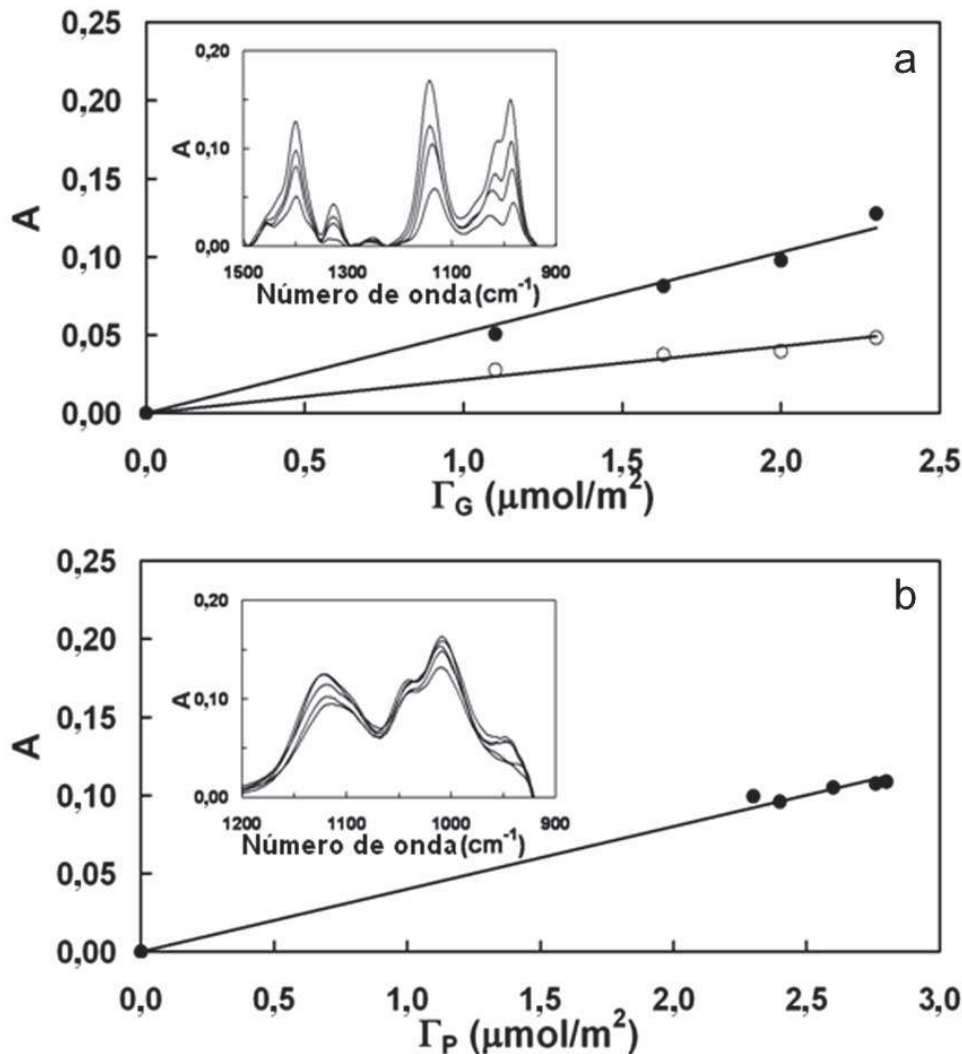 a
A
0,25
0,20
0,15
0,10
0,05
0,00
0,0 0,5 1,0 1,5 2,0 2,5
Γ_G (μmol/m²)
A
0,20
0,10
0,00
1500 1300 1100 900
Número de onda(cm⁻¹)
b
A
0,25
0,20
0,15
0,10
0,05
0,00
0,0 0,5 1,0 1,5 2,0 2,5 3,0
Γ_P (μmol/m²)
A
0,20
0,10
0,00
1200 1100 1000 900
Número de onda(cm⁻¹)